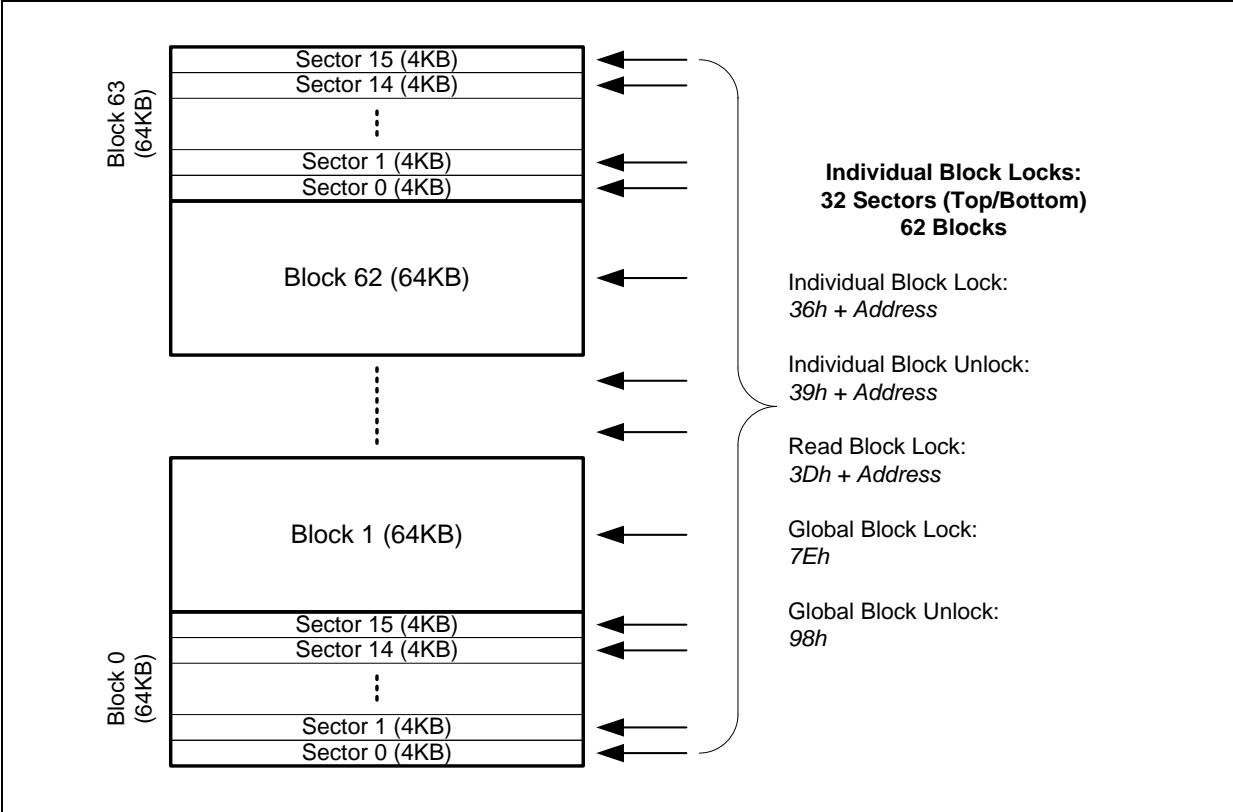 Block 63
(64KB)
Sector 15 (4KB)
Sector 14 (4KB)
Sector 1 (4KB)
Sector 0 (4KB)
Block 62 (64KB)
Block 1 (64KB)
Block 0
(64KB)
Sector 15 (4KB)
Sector 14 (4KB)
Sector 1 (4KB)
Sector 0 (4KB)
Individual Block Locks:
32 Sectors (Top/Bottom)
62 Blocks
Individual Block Lock:
36h + Address
Individual Block Unlock:
39h + Address
Read Block Lock:
3Dh + Address
Global Block Lock:
7Eh
Global Block Unlock:
98h